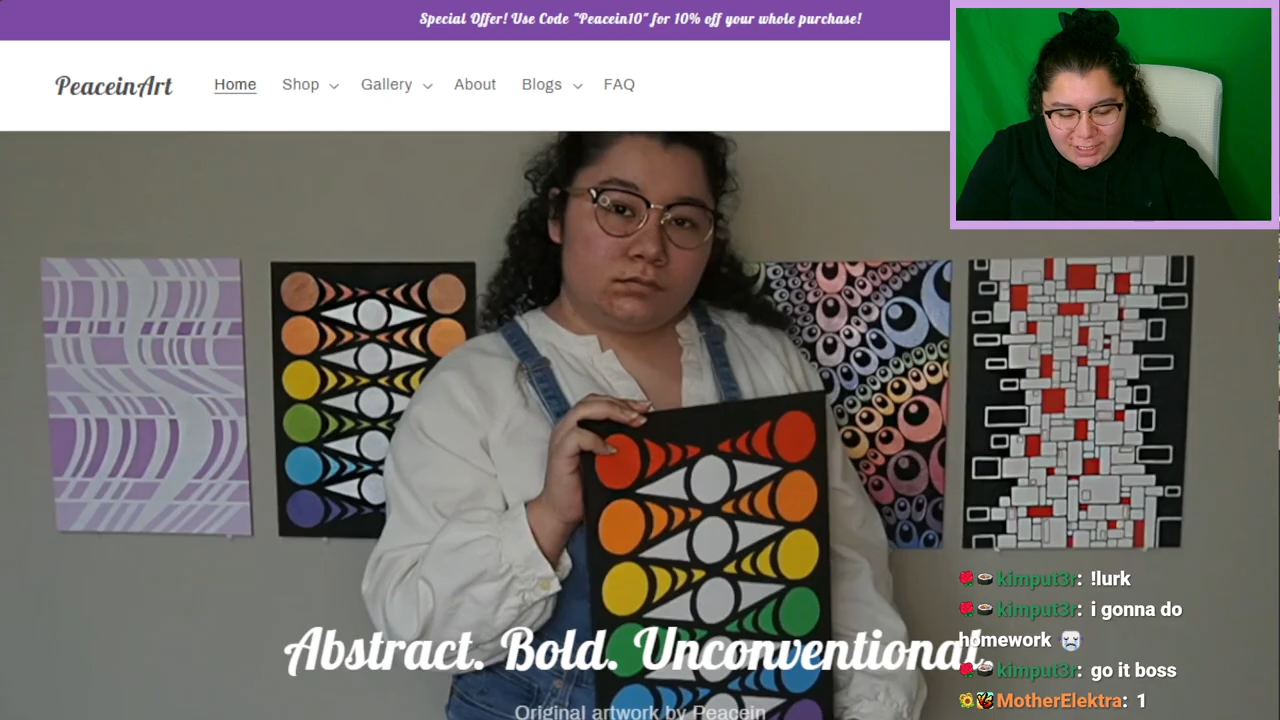 Special Offer! Use Code "Peacein10" for 10% off your whole purchase!
PeaceinArt
Home Shop Gallery About Blogs FAQ
Abstract. Bold. Unconventional.
Original artwork by Peacein
kimput3r: !lurk
kimput3r: i gonna do
homework
kimput3r: go it boss
MotherElektra: 1